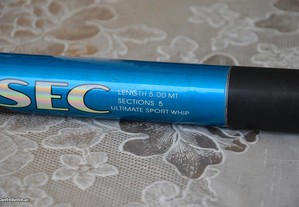 SEC
LENGTH 5.00 MT
SECTIONS 5
ULTIMATE SPORT WHIP